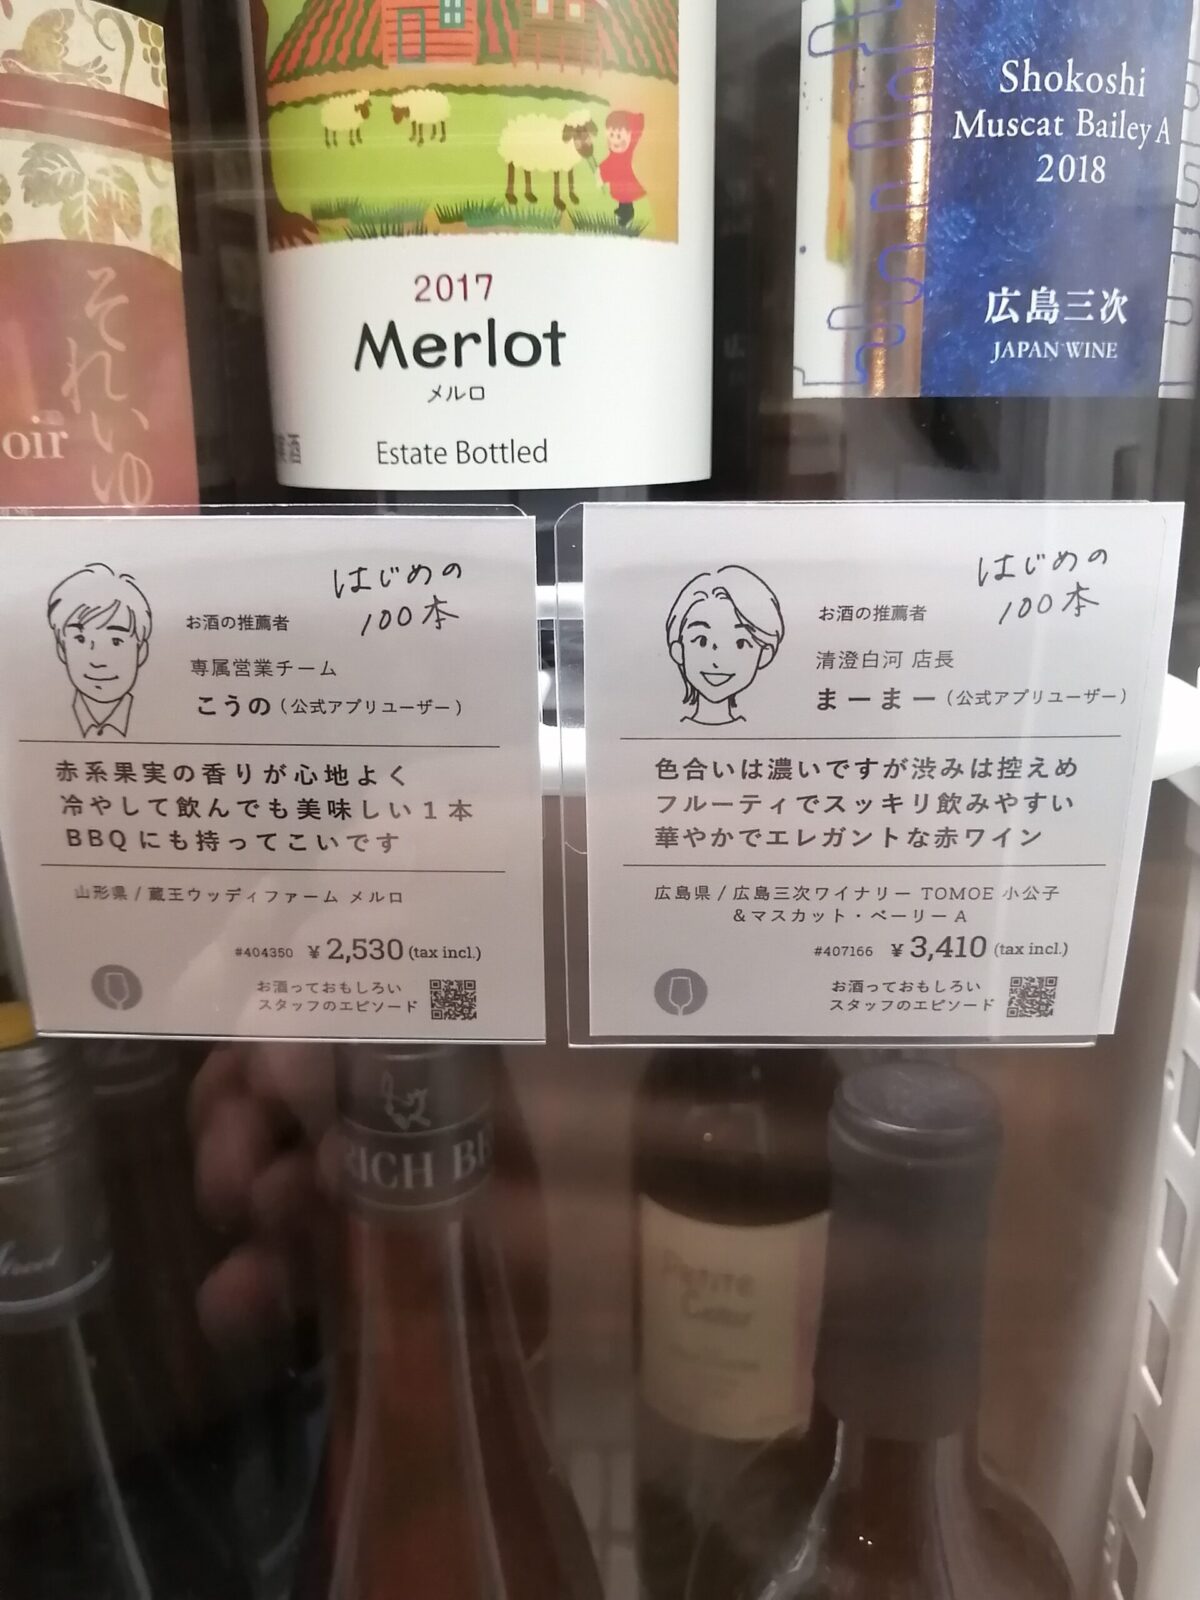 それいゆ
oir
2017
Merlot
メルロ
Estate Bottled
Shokoshi
Muscat Bailey A
2018
広島三次
JAPAN WINE
はじめの
100本
お酒の推薦者
専属営業チーム
こうの(公式アプリユーザー)
赤系果実の香りが心地よく
冷やして飲んでも美味しい1本
BBQにも持ってこいです
山形県/蔵王ウッディファーム メルロ
#404350 ¥2,530(tax incl.)
お酒っておもしろい
スタッフのエピソード
はじめの
100本
お酒の推薦者
清澄白河 店長
まーまー(公式アプリユーザー)
色合いは濃いですが渋みは控えめ
フルーティでスッキリ飲みやすい
華やかでエレガントな赤ワイン
広島県/広島三次ワイナリー TOMOE 小公子
&マスカット・ベーリーA
#407166 ¥3,410(tax incl.)
お酒っておもしろい
スタッフのエピソード
RICH BE
Petite